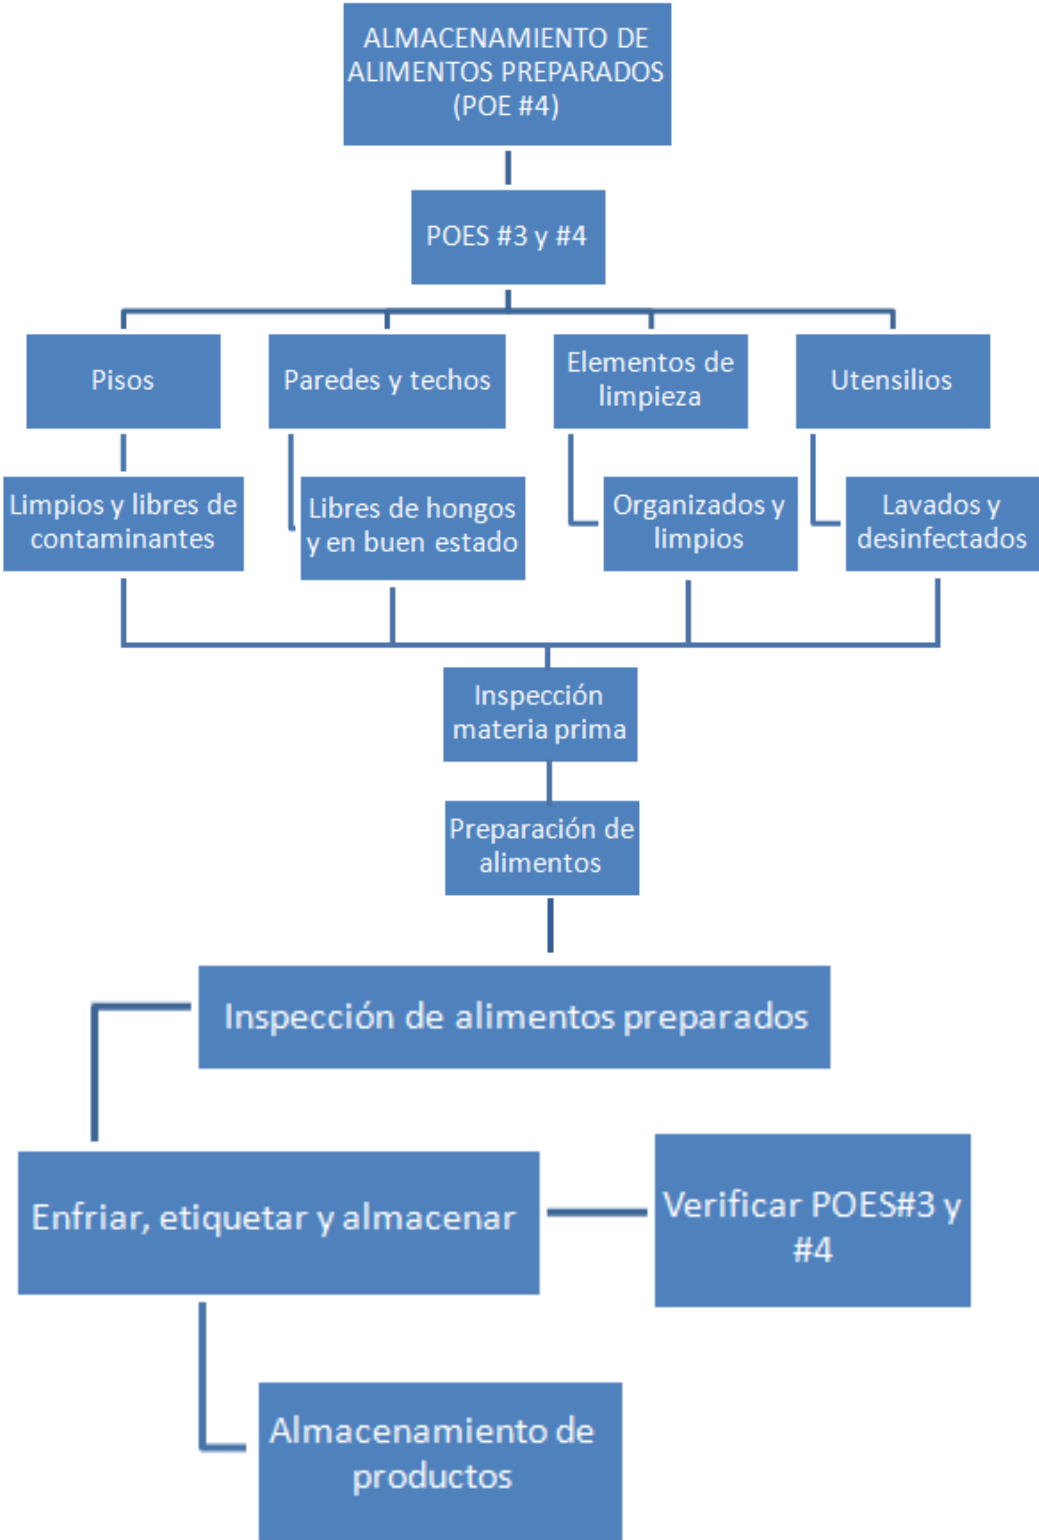 ALMACENAMIENTO DE
ALIMENTOS PREPARADOS
(POE #4)
POES #3 y #4
Pisos
Paredes y techos
Elementos de
limpieza
Utensilios
Limpios y libres de
contaminantes
Libres de hongos
y en buen estado
Organizados y
limpios
Lavados y
desinfectados
Inspección
materia prima
Preparación de
alimentos
Inspección de alimentos preparados
Enfriar, etiquetar y almacenar
Verificar POES#3 y
#4
Almacenamiento de
productos